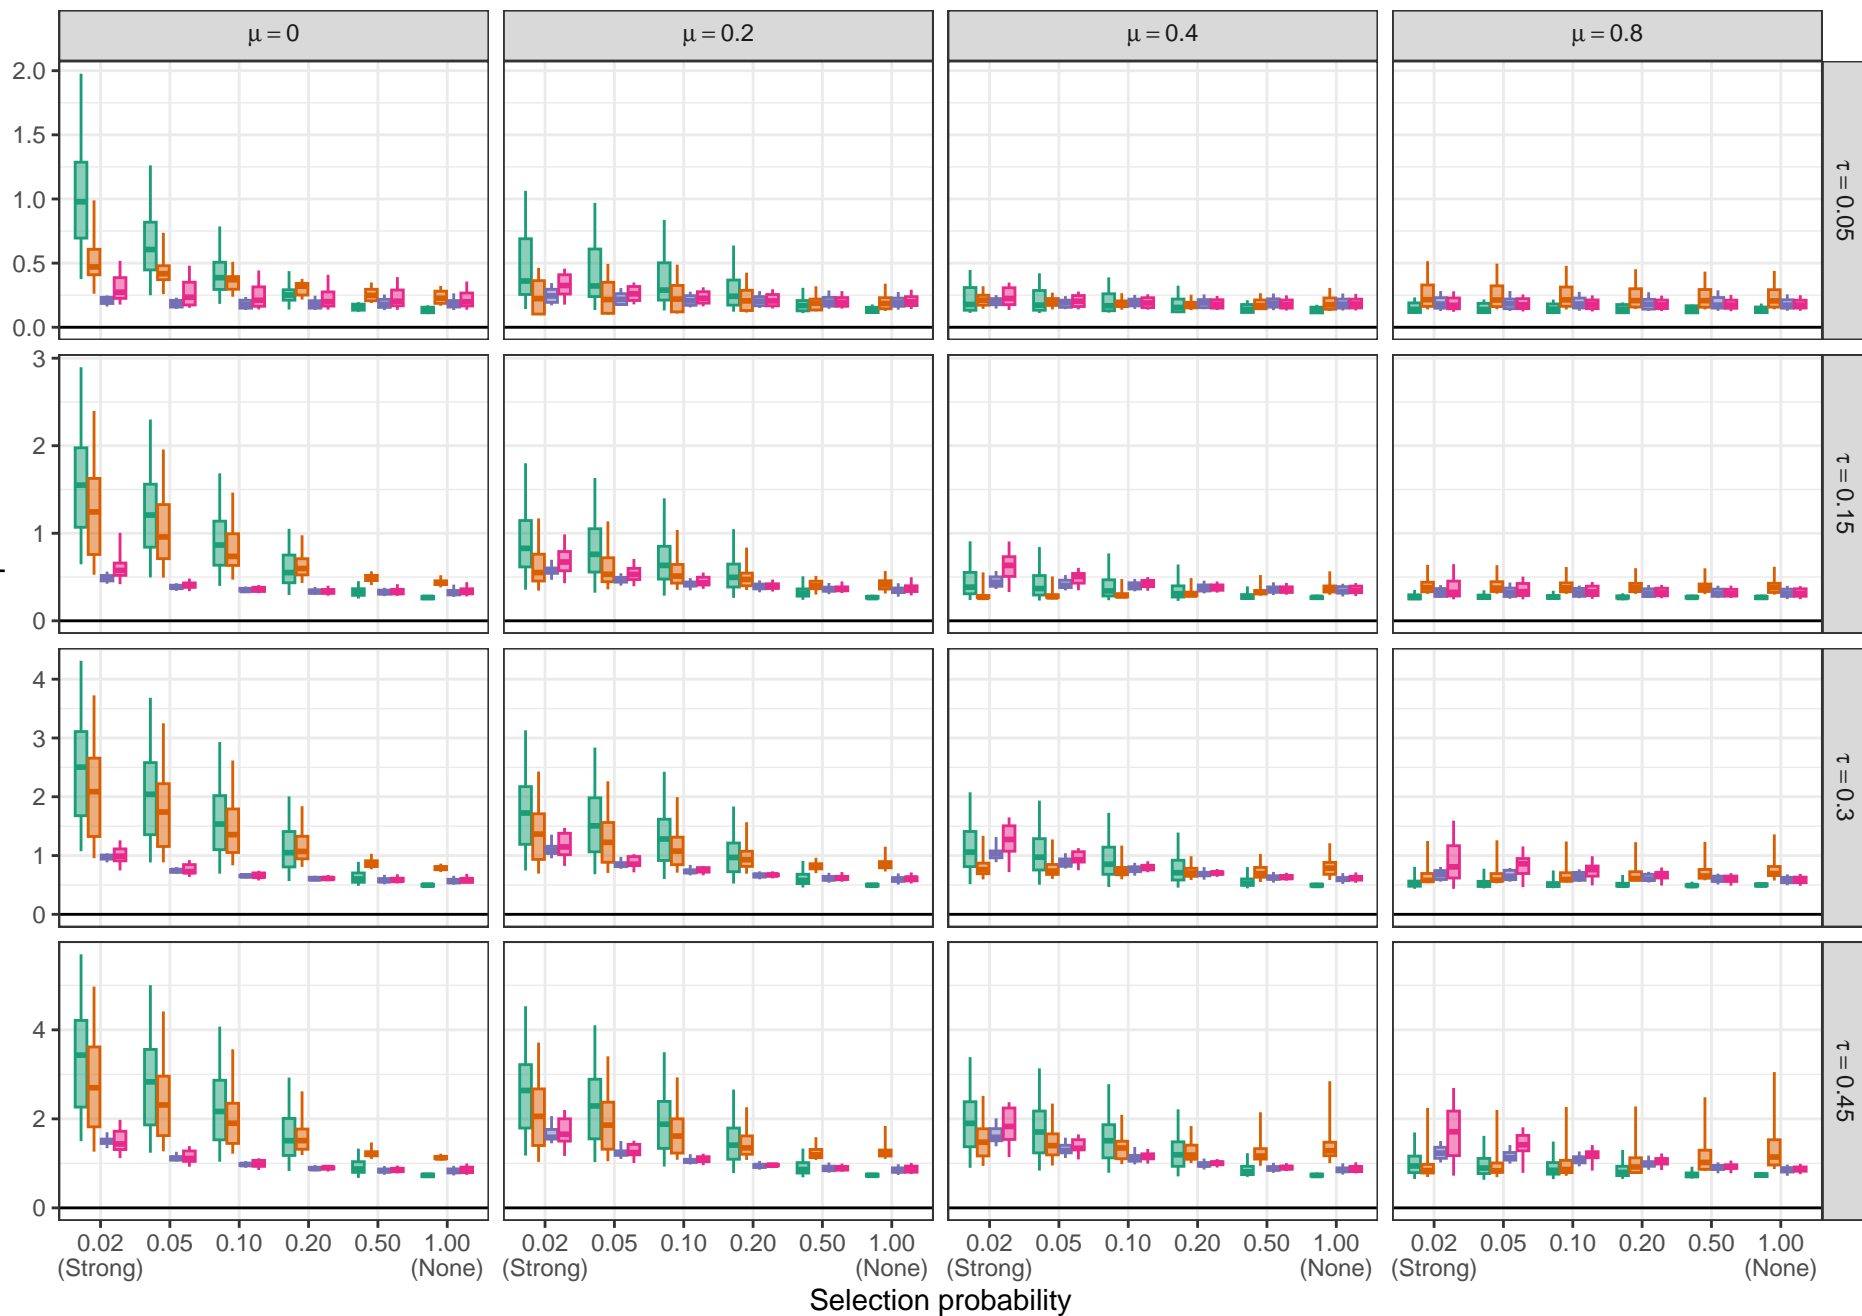 μ = 0
μ = 0.2
μ = 0.4
μ = 0.8
2.0
1.5
1.0
0.5
0.0
τ = 0.05
3
2
1
0
τ = 0.15
4
3
2
1
0
τ = 0.3
4
2
0
τ = 0.45
0.02 0.05 0.10 0.20 0.50 1.00
(Strong) (None)
0.02 0.05 0.10 0.20 0.50 1.00
(Strong) (None)
0.02 0.05 0.10 0.20 0.50 1.00
(Strong) (None)
0.02 0.05 0.10 0.20 0.50 1.00
(Strong) (None)
Selection probability